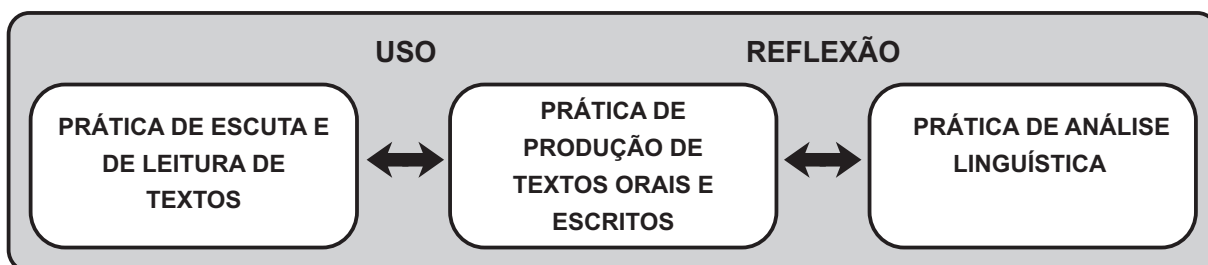 USO
REFLEXÃO
PRÁTICA DE ESCUTA E
DE LEITURA DE
TEXTOS
PRÁTICA DE
PRODUÇÃO DE
TEXTOS ORAIS E
ESCRITOS
PRÁTICA DE ANÁLISE
LINGUÍSTICA